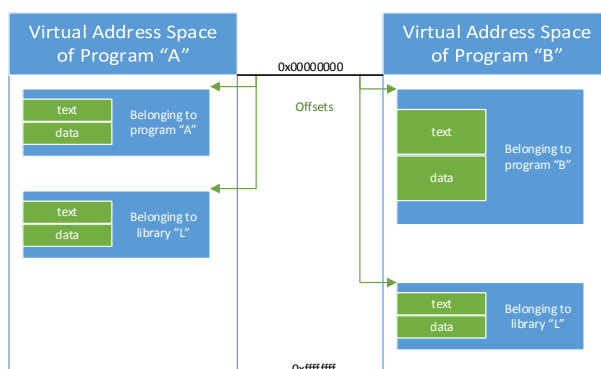 Virtual Address Space
of Program “A”
0x00000000
Virtual Address Space
of Program “B”
Offsets
text
data
Belonging to
program “A”
text
data
Belonging to
library “L”
text
data
Belonging to
program “B”
text
data
Belonging to
library “L”
0xffffffff